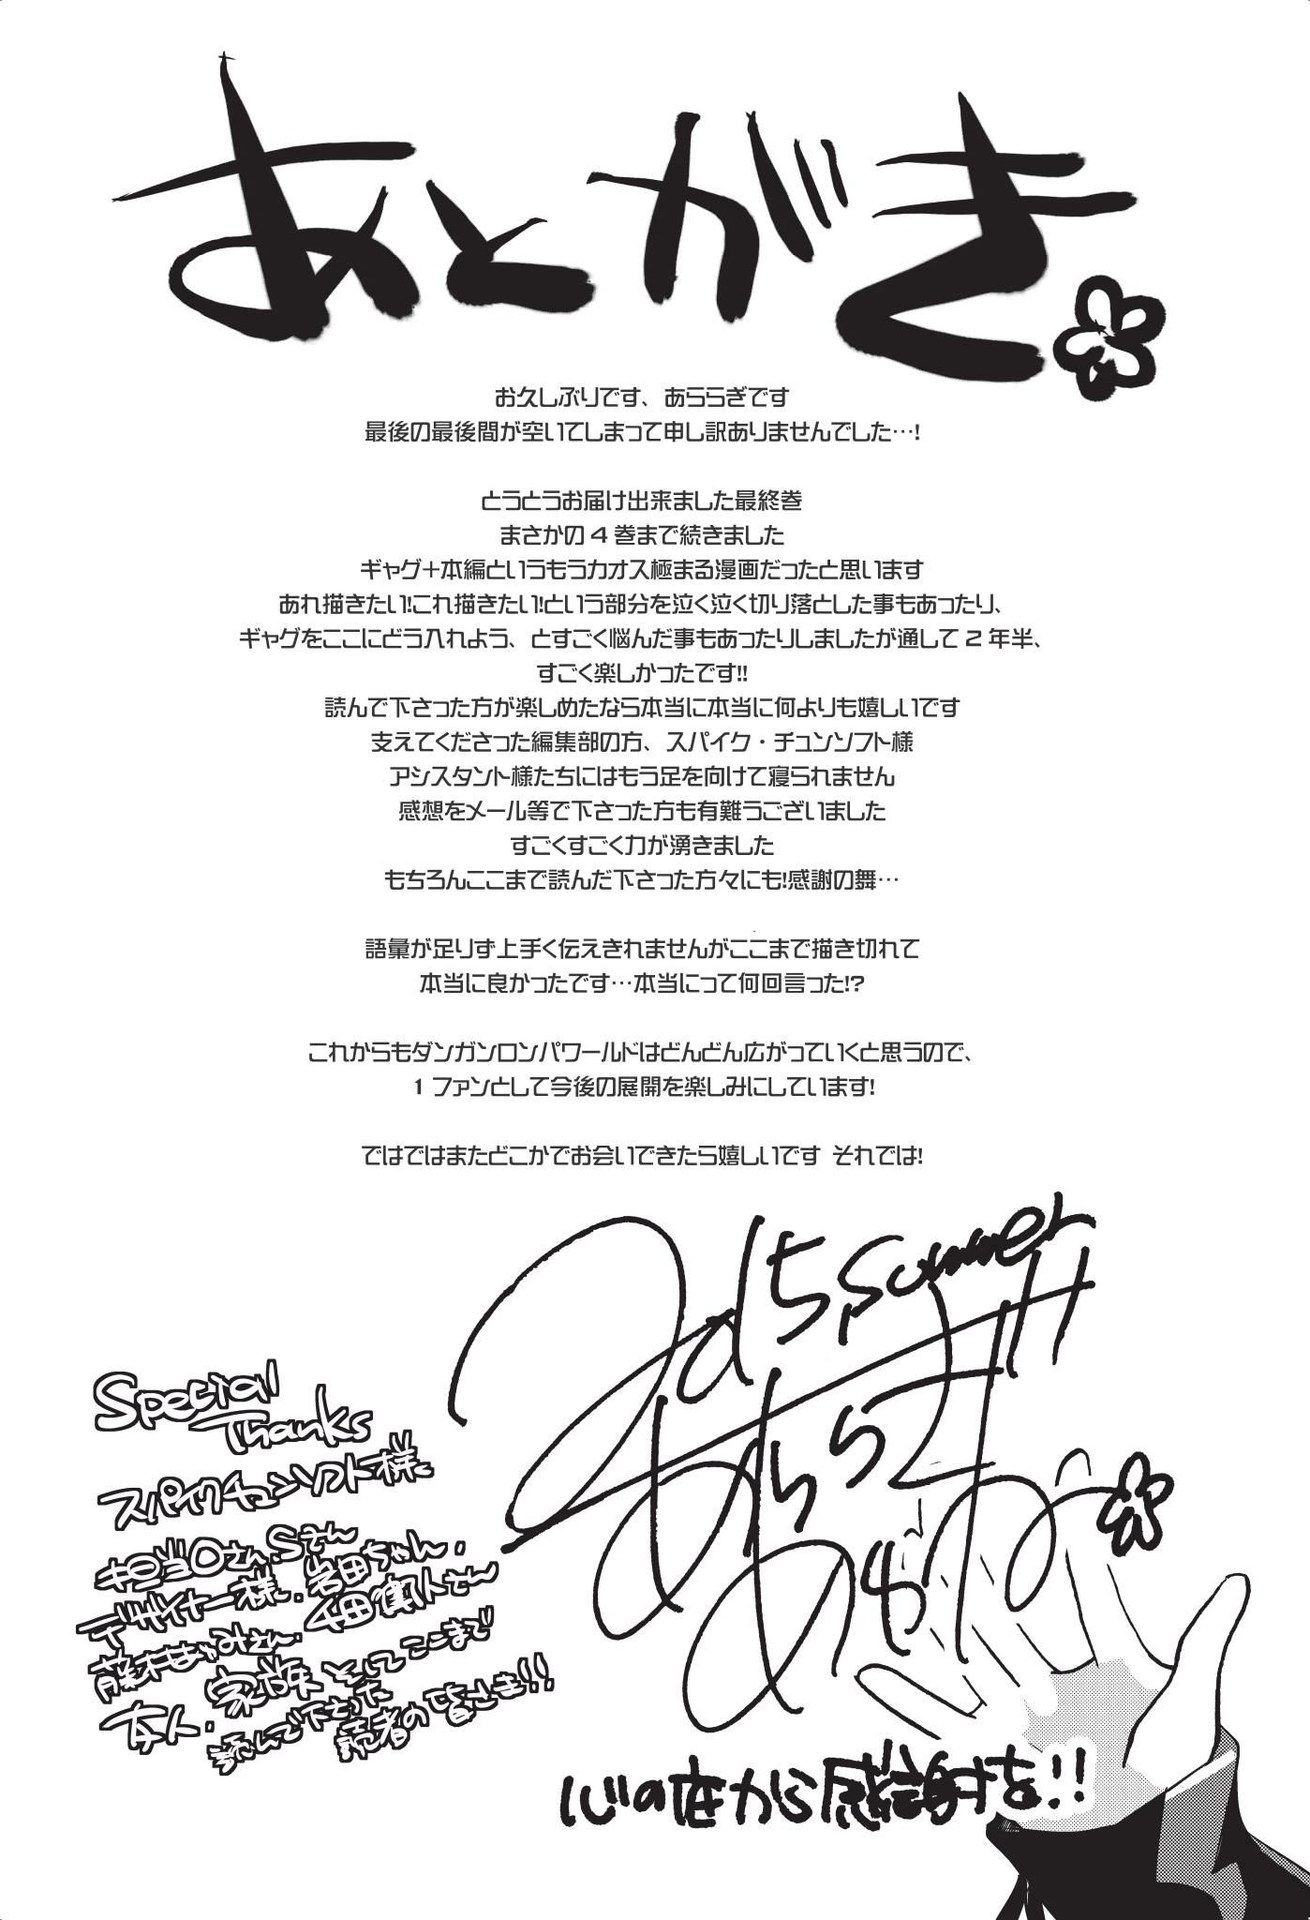 あとがき
お久しぶりです、あららぎです
最後の最後間が空いてしまって申し訳ありませんでした…!
とうとうお届け出来ました最終巻
まさかの4巻まで続きました
ギャグ+本編というもうカオス極まる漫画だったと思います
あれ描きたい!これ描きたい!という部分を泣く泣く切り落とした事もあったり、
ギャグをここにどう入れよう、とすごく悩んだ事もあったりしましたが通して2年半、
すごく楽しかったです!!
読んで下さった方が楽しめたなら本当に本当に何よりも嬉しいです
支えてくださった編集部の方、スパイク・チュンソフト様
アシスタント様たちにはもう足を向けて寝られません
感想をメール等で下さった方も有難うございました
すごくすごく力が湧きました
もちろんここまで読んだ下さった方々にも!感謝の舞…
語彙が足りず上手く伝えきれませんがここまで描き切れて
本当に良かったです…本当にって何回言った!?
これからもダンガンロンパワールドはどんどん広がっていくと思うので、
1ファンとして今後の展開を楽しみにしています!
ではではまたどこかでお会いできたら嬉しいです それでは!
2015, summer
あららぎ
Special
Thanks
スパイクチュンソフト様
担当Oさん、Sさん
デザイナー様、岩田ちゃん、
藤木
さん
友人、家族 そしてここまで
読んで下さった
読者の皆さま!!
心の底から感謝を!!